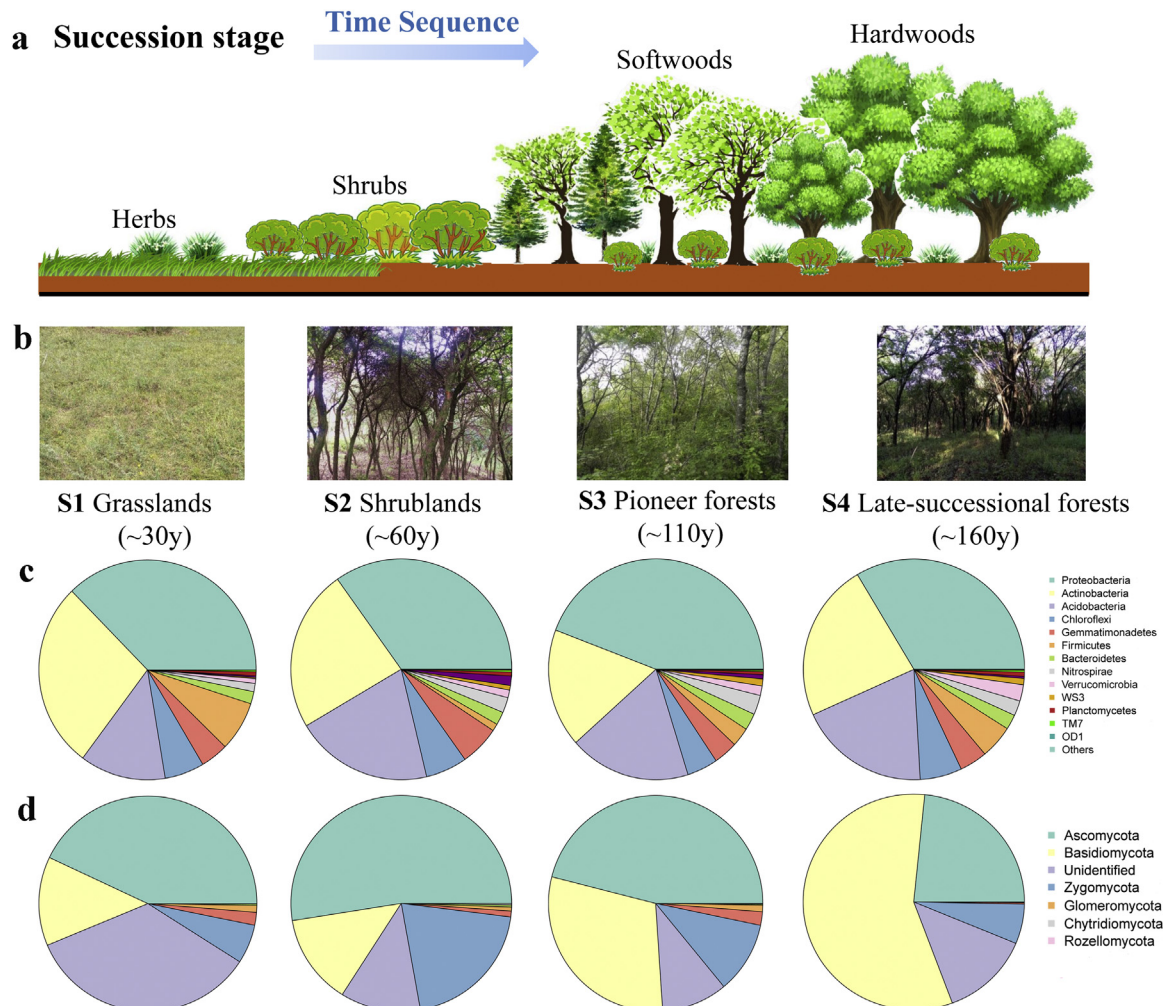 a Succession stage
Time Sequence
Herbs
Shrubs
Softwoods
Hardwoods
b
S1 Grasslands
(~30y)
S2 Shrublands
(~60y)
S3 Pioneer forests
(~110y)
S4 Late-successional forests
(~160y)
c
Proteobacteria
Actinobacteria
Acidobacteria
Chloroflexi
Gemmatimonadetes
Firmicutes
Bacteroidetes
Nitrospirae
Verrucomicrobia
WS3
Planctomycetes
TM7
OD1
Others
d
Ascomycota
Basidiomycota
Unidentified
Zygomycota
Glomeromycota
Chytridiomycota
Rozellomycota